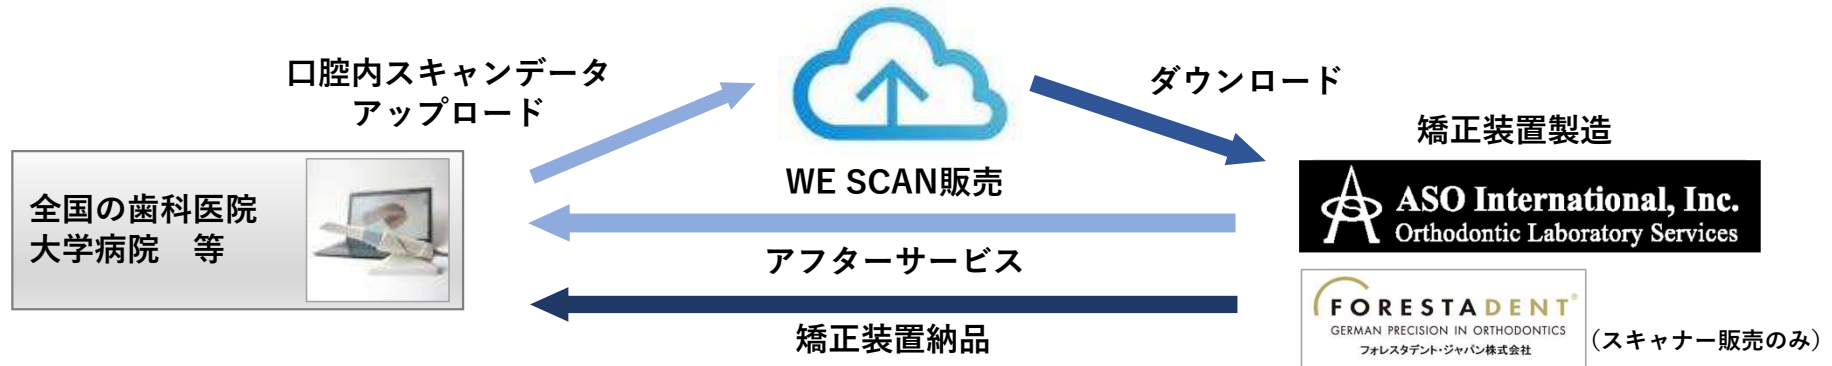 口腔内スキャンデータ
アップロード
ダウンロード
矯正装置製造
WE SCAN販売
全国の歯科医院
大学病院　等
ASO International, Inc.
Orthodontic Laboratory Services
アフターサービス
矯正装置納品
FORESTADENT®
GERMAN PRECISION IN ORTHODONTICS
フォレスタデント・ジャパン株式会社
（スキャナー販売のみ）